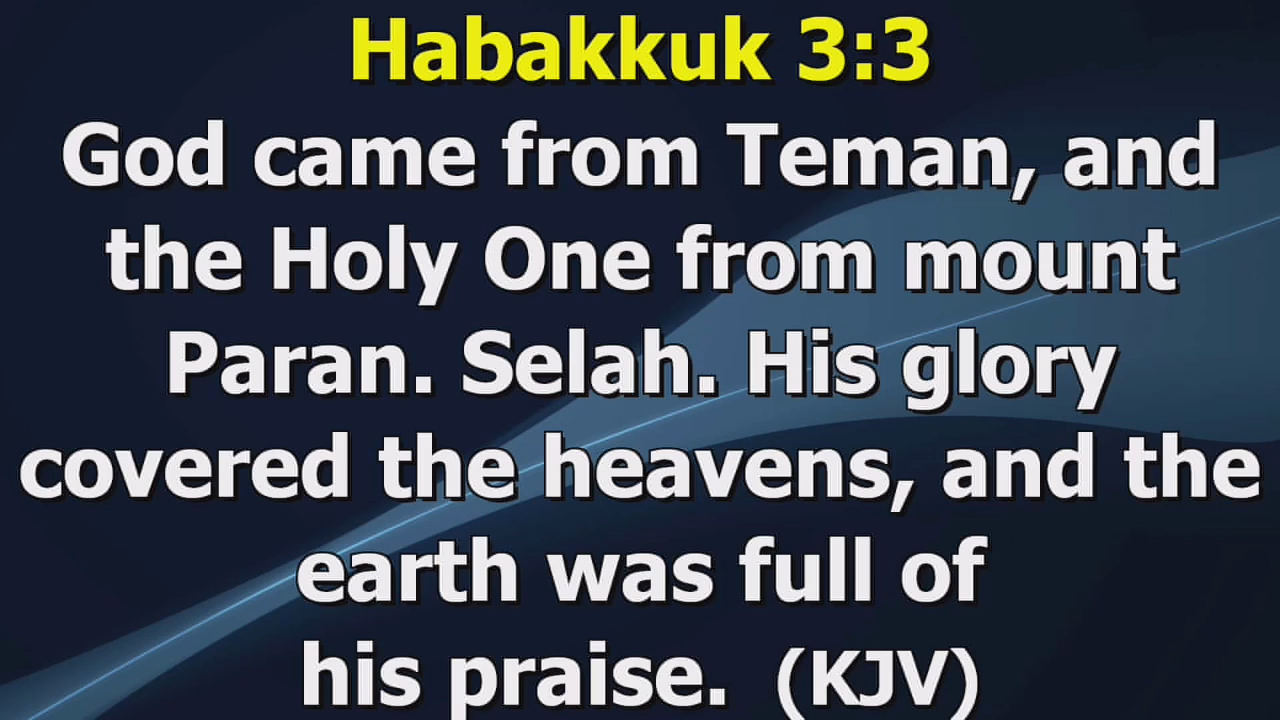 Habakkuk 3:3
God came from Teman, and
the Holy One from mount
Paran. Selah. His glory
covered the heavens, and the
earth was full of
his praise. (KJV)